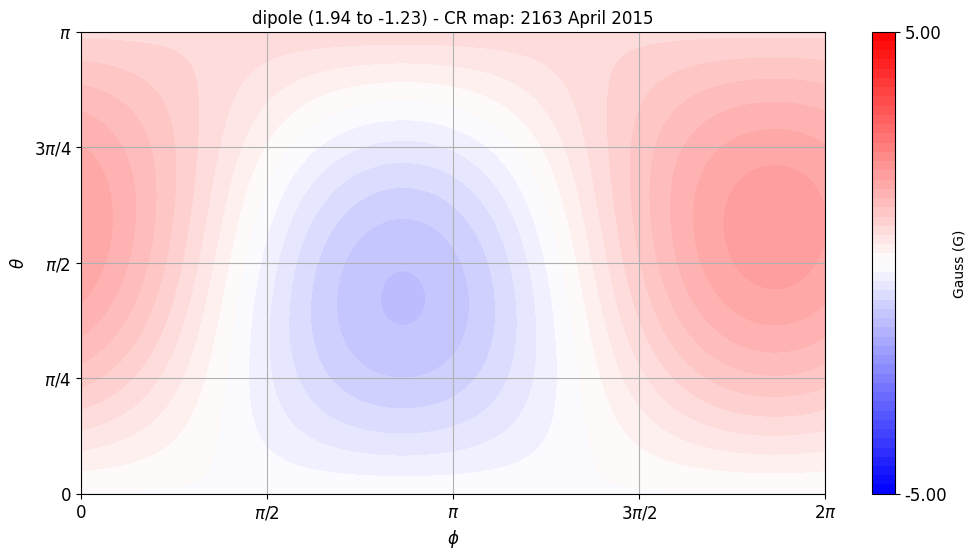 dipole (1.94 to -1.23) - CR map: 2163 April 2015
π
3π/4
π/2
π/4
0
θ
0
π/2
π
3π/2
2π
ϕ
5.00
-5.00
Gauss (G)